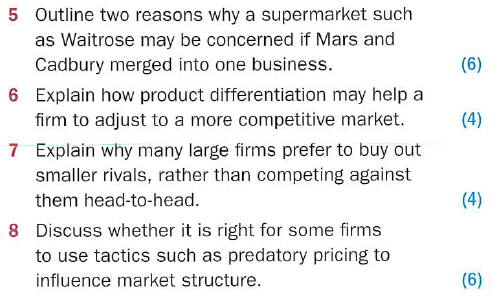 5 Outline two reasons why a supermarket such
as Waitrose may be concerned if Mars and
Cadbury merged into one business. (6)
6 Explain how product differentiation may help a
firm to adjust to a more competitive market. (4)
7 Explain why many large firms prefer to buy out
smaller rivals, rather than competing against
them head-to-head. (4)
8 Discuss whether it is right for some firms
to use tactics such as predatory pricing to
influence market structure. (6)